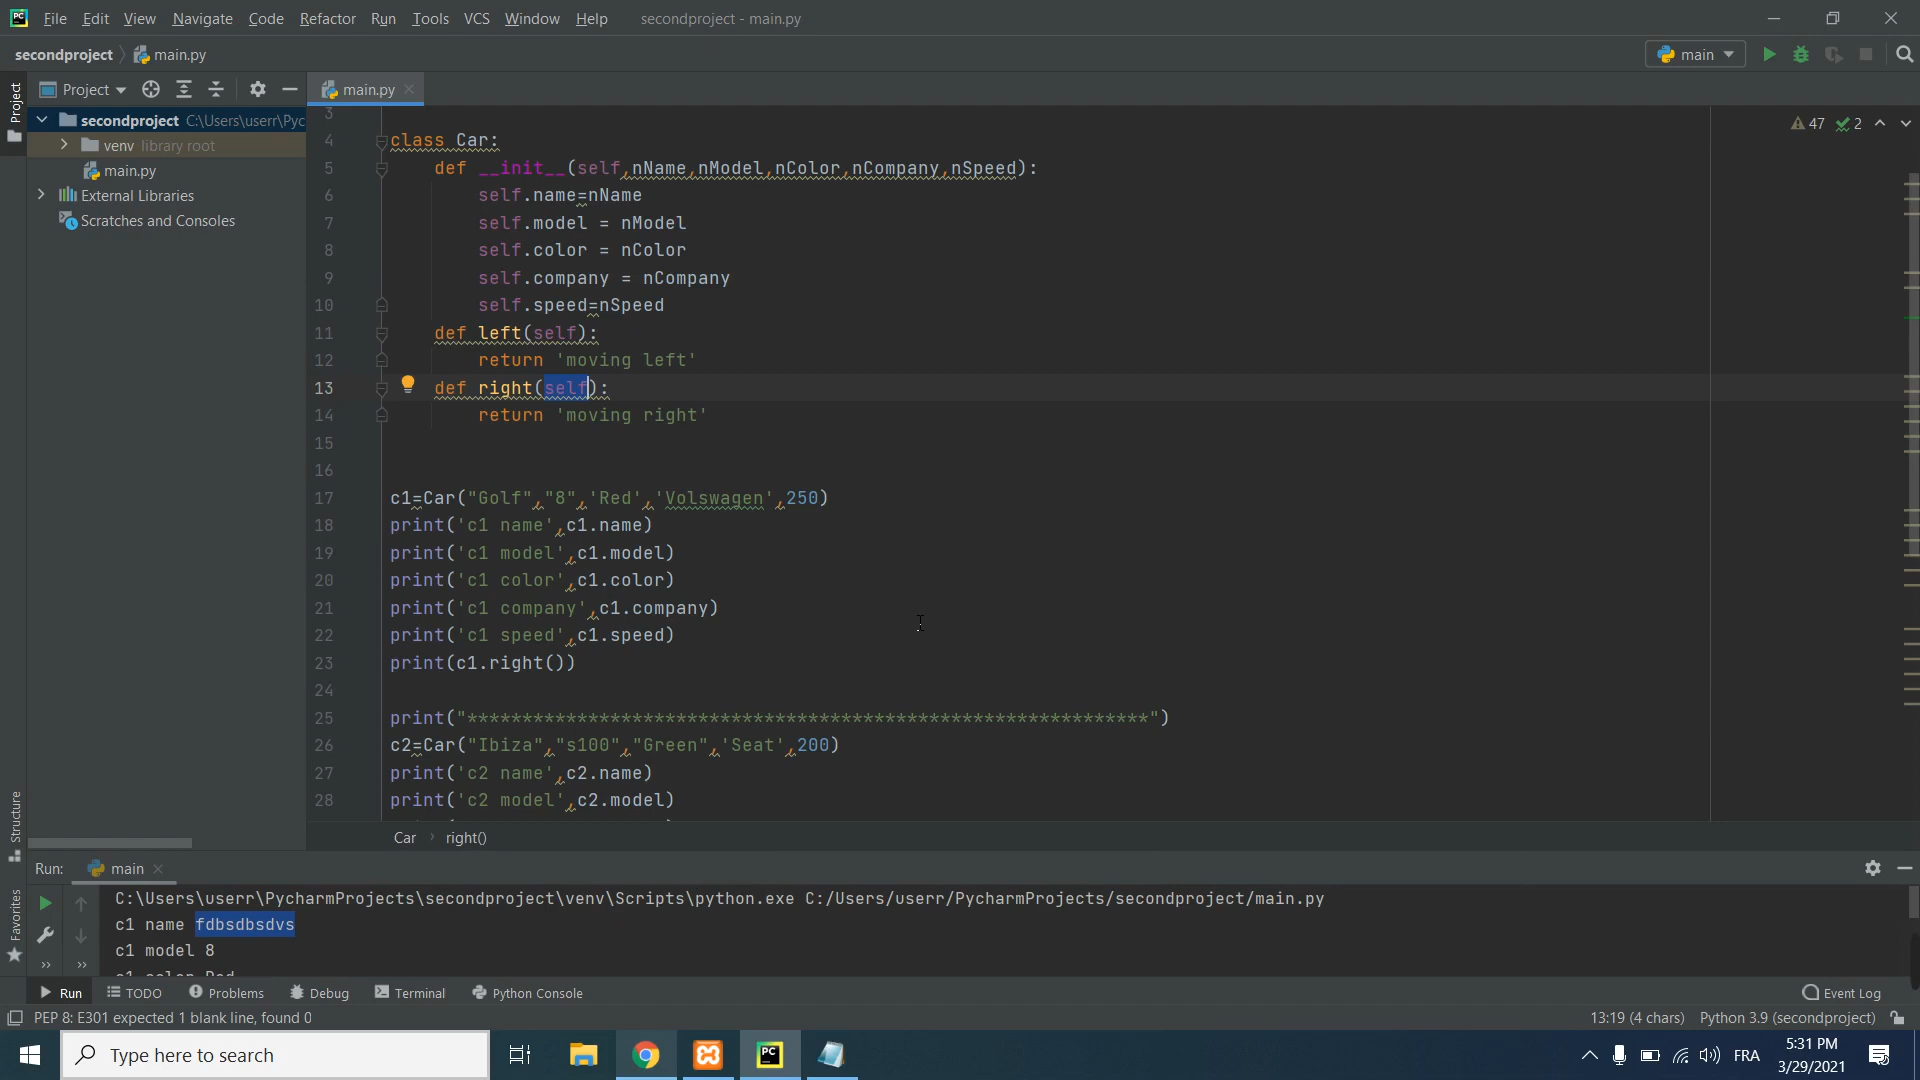 PC File Edit View Navigate Code Refactor Run Tools VCS Window Help secondproject - main.py
secondproject main.py main
Project main.py
Project
secondproject C:\Users\userr\Pyc
venv library root
main.py
External Libraries
Scratches and Consoles
47 2
3
4 class Car:
5 def __init__(self,nName,nModel,nColor,nCompany,nSpeed):
6 self.name=nName
7 self.model = nModel
8 self.color = nColor
9 self.company = nCompany
10 self.speed=nSpeed
11 def left(self):
12 return 'moving left'
13 def right(self):
14 return 'moving right'
15
16
17 c1=Car("Golf","8",'Red','Volswagen',250)
18 print('c1 name',c1.name)
19 print('c1 model',c1.model)
20 print('c1 color',c1.color)
21 print('c1 company',c1.company)
22 print('c1 speed',c1.speed)
23 print(c1.right())
24
25 print("**************************************************************")
26 c2=Car("Ibiza","s100","Green",'Seat',200)
27 print('c2 name',c2.name)
28 print('c2 model',c2.model)
Car right()
Structure
Favorites
Run: main
C:\Users\userr\PycharmProjects\secondproject\venv\Scripts\python.exe C:/Users/userr/PycharmProjects/secondproject/main.py
c1 name fdbsdbsdvs
c1 model 8
c1 color Red
Run TODO Problems Debug Terminal Python Console Event Log
PEP 8: E301 expected 1 blank line, found 0 13:19 (4 chars) Python 3.9 (secondproject)
Type here to search PC FRA 5:31 PM
3/29/2021